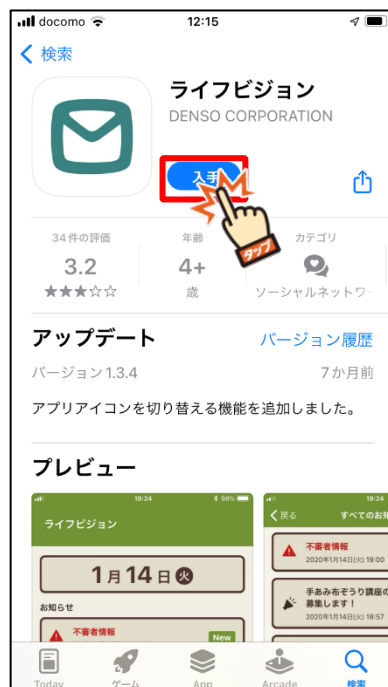 docomo 12:15
検索
ライフビジョン
DENSO CORPORATION
入手
タップ
34件の評価 年齢 カテゴリ
3.2 4+
★★★☆☆ 歳 ソーシャルネットワー
アップデート バージョン履歴
バージョン 1.3.4 7か月前
アプリアイコンを切り替える機能を追加しました。
プレビュー
19:24 98% 19:24
ライフビジョン 戻る すべてのお知
1月14日火
お知らせ
不審者情報 New
不審者情報
2020年1月14日(火) 19:00
手あみ布ぞうり講座の
募集します!
2020年1月14日(火) 18:57
Today ゲーム App Arcade 検索